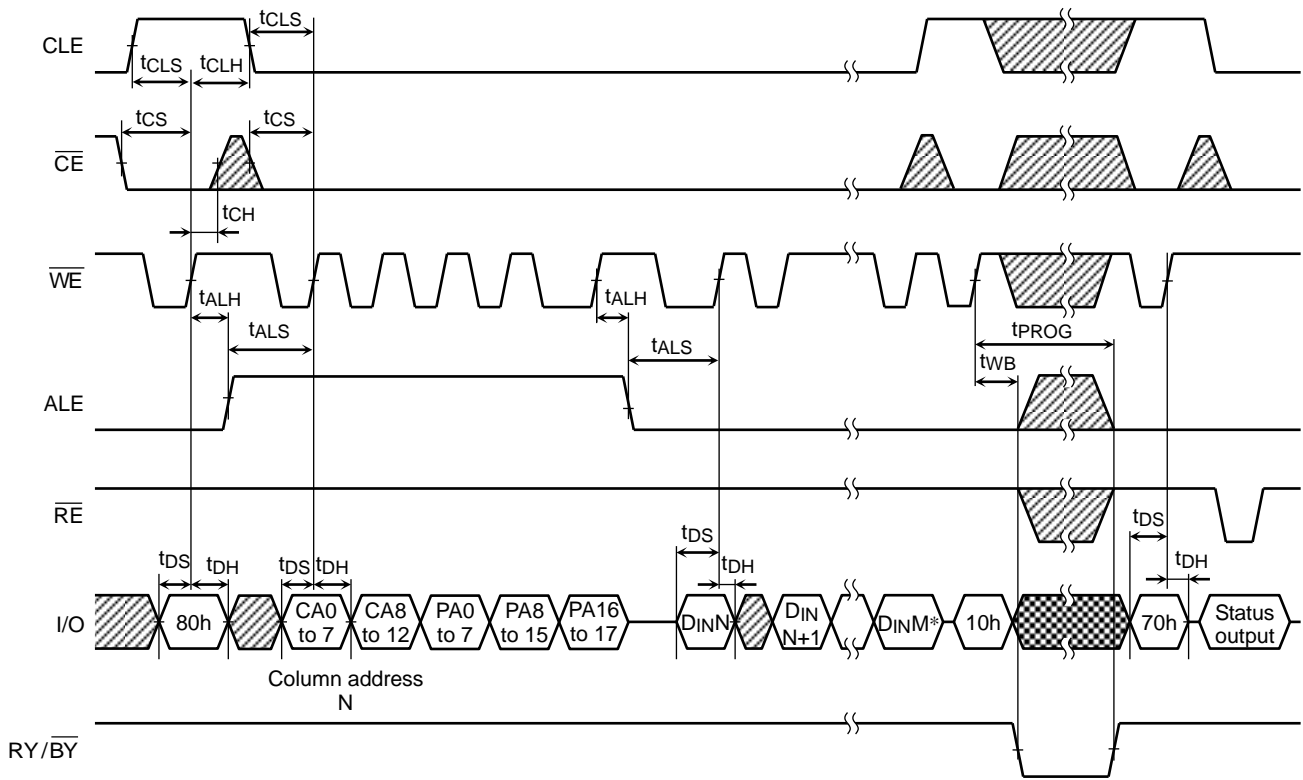 tCLS
CLE
tCLS tCLH
tCS tCS
CE
tCH
WE
tALH tALH
tALS tALS tPROG
tWB
ALE
RE
tDS tDH tDS tDH tDS tDH tDS tDH
I/O
80h
CA0 to 7
CA8 to 12
PA0 to 7
PA8 to 15
PA16 to 17
DINN
DIN N+1
DINM*
10h
70h
Status output
Column address
N
RY/BY